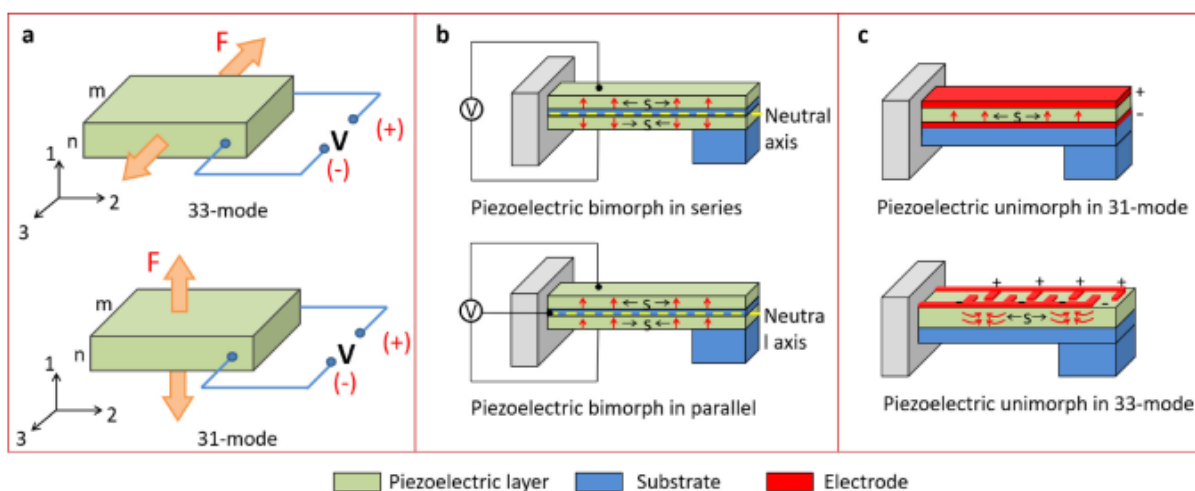 a
F
m
n
V
(+)
(-)
1
2
3
33-mode
F
m
n
V
(+)
(-)
1
2
3
31-mode
b
V
S
S
Neutral
axis
Piezoelectric bimorph in series
V
S
S
Neutra
l axis
Piezoelectric bimorph in parallel
c
+
-
S
Piezoelectric unimorph in 31-mode
+ + + +
- - - -
S
Piezoelectric unimorph in 33-mode
Piezoelectric layer
Substrate
Electrode